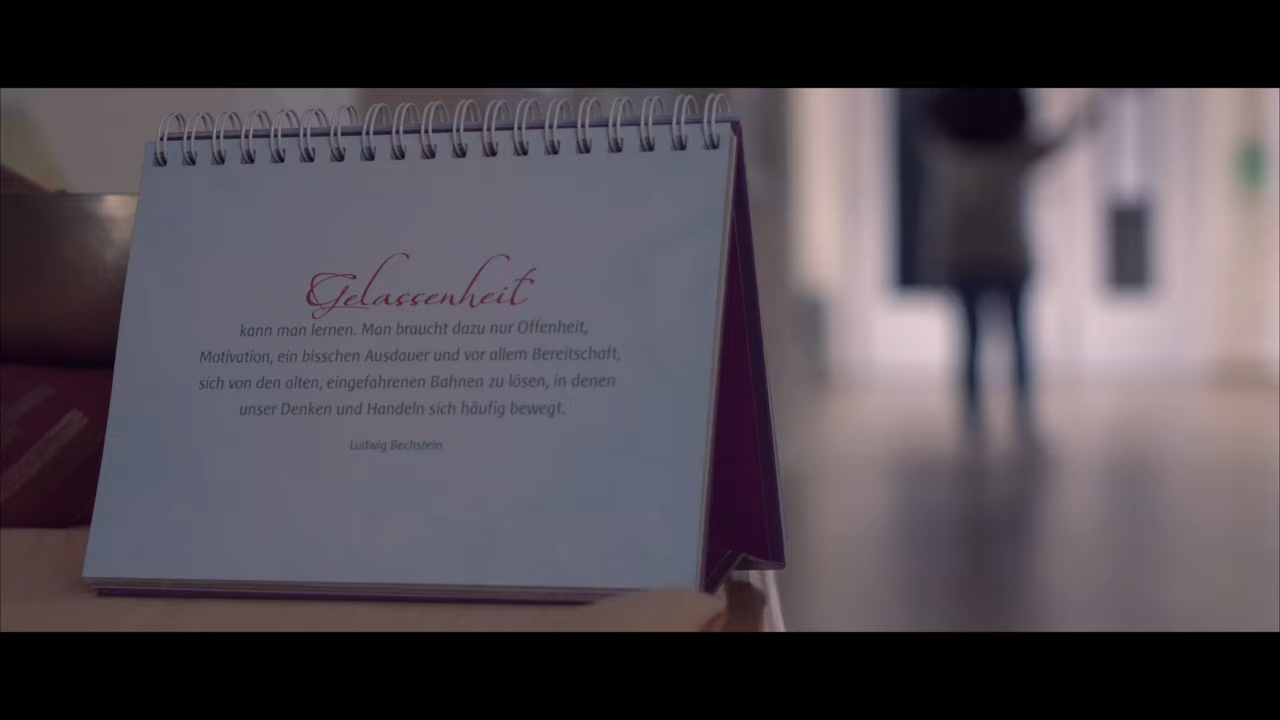 Gelassenheit
kann man lernen. Man braucht dazu nur Offenheit,
Motivation, ein bisschen Ausdauer und vor allem Bereitschaft,
sich von den alten, eingefahrenen Bahnen zu lösen, in denen
unser Denken und Handeln sich häufig bewegt.
Ludwig Bechstein